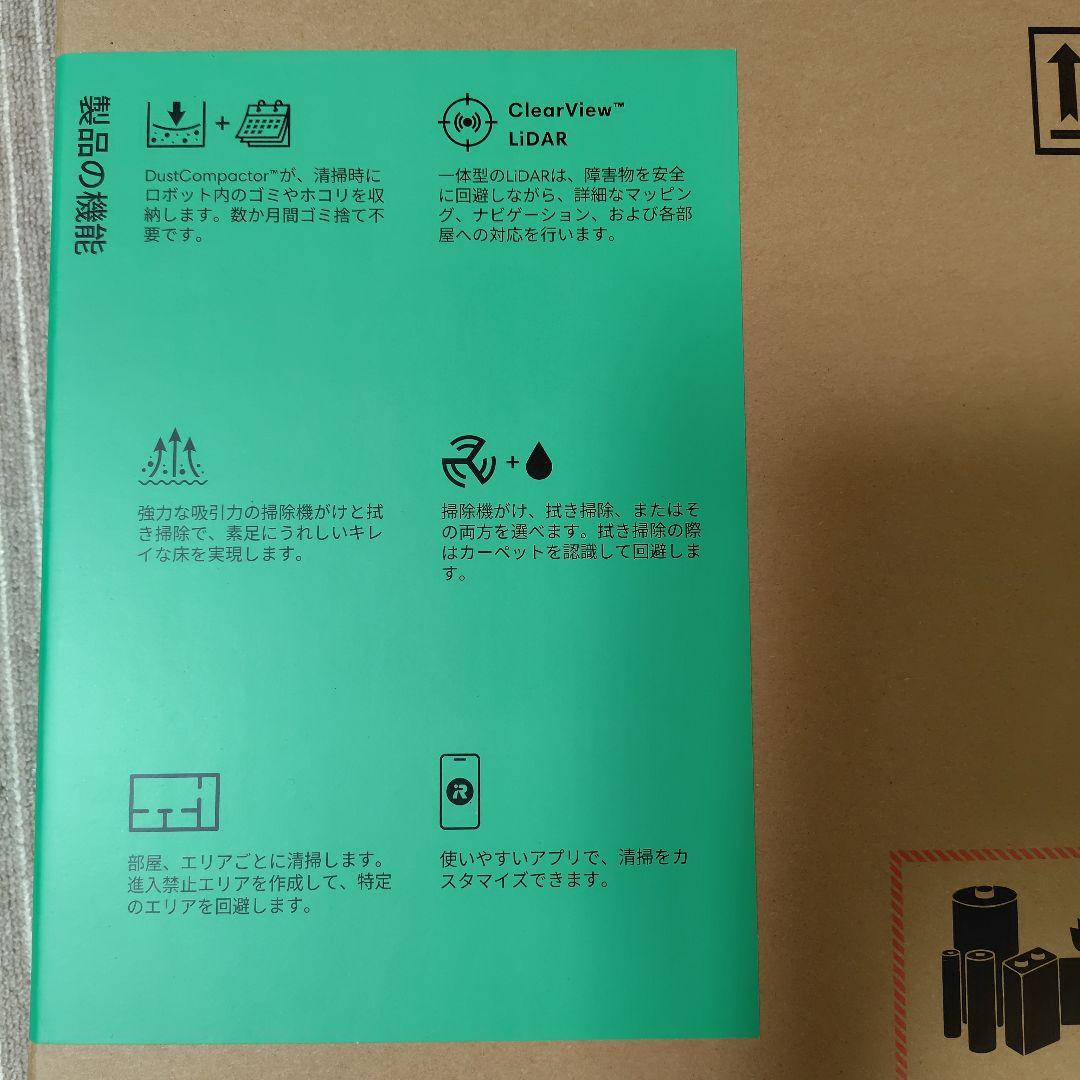 製品の機能
DustCompactor™が、清掃時に
ロボット内のゴミやホコリを収
納します。数か月間ゴミ捨て不
要です。
ClearView™
LiDAR
一体型のLiDARは、障害物を安全
に回避しながら、詳細なマッピン
グ、ナビゲーション、および各部
屋への対応を行います。
強力な吸引力の掃除機がけと拭
き掃除で、素足にうれしいキレ
イな床を実現します。
掃除機がけ、拭き掃除、またはそ
の両方を選べます。拭き掃除の際
はカーペットを認識して回避しま
す。
部屋、エリアごとに清掃します。
進入禁止エリアを作成して、特定
のエリアを回避します。
使いやすいアプリで、清掃をカ
スタマイズできます。